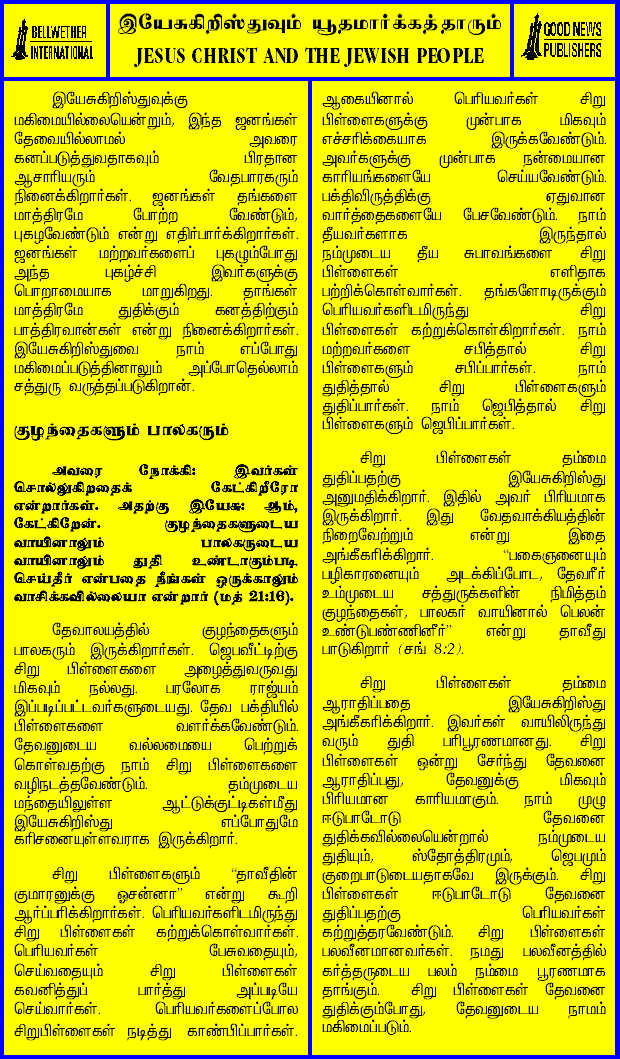 BELLWETHER
INTERNATIONAL
இயேசுகிறிஸ்துவும் யூதமார்க்கத்தாரும்
JESUS CHRIST AND THE JEWISH PEOPLE
GOOD NEWS
PUBLISHERS
இயேசுகிறிஸ்துவுக்கு
மகிமையில்லையென்றும், இந்த ஜனங்கள்
தேவையில்லாமல் அவரை
கனப்படுத்துவதாகவும் பிரதான
ஆசாரியரும் வேதபாரகரும்
நினைக்கிறார்கள். ஜனங்கள் தங்களை
மாத்திரமே போற்ற வேண்டும்,
புகழவேண்டும் என்று எதிர்பார்க்கிறார்கள்.
ஜனங்கள் மற்றவர்களைப் புகழும்போது
அந்த புகழ்ச்சி இவர்களுக்கு
பொறாமையாக மாறுகிறது. தாங்கள்
மாத்திரமே துதிக்கும் கனத்திற்கும்
பாத்திரவான்கள் என்று நினைக்கிறார்கள்.
இயேசுகிறிஸ்துவை நாம் எப்போது
மகிமைப்படுத்தினாலும் அப்போதெல்லாம்
சத்துரு வருத்தப்படுகிறான்.
குழந்தைகளும் பாலகரும்
அவரை நோக்கி: இவர்கள்
சொல்லுகிறதைக் கேட்கிறீரோ
என்றார்கள். அதற்கு இயேசு: ஆம்,
கேட்கிறேன். குழந்தைகளுடைய
வாயினாலும் பாலகருடைய
வாயினாலும் துதி உண்டாகும்படி
செய்தீர் என்பதை நீங்கள் ஒருக்காலும்
வாசிக்கவில்லையா என்றார் (மத் 21:16).
தேவாலயத்தில் குழந்தைகளும்
பாலகரும் இருக்கிறார்கள். ஜெபவீட்டிற்கு
சிறு பிள்ளைகளை அழைத்துவருவது
மிகவும் நல்லது. பரலோக ராஜ்யம்
இப்படிப்பட்டவர்களுடையது. தேவ பக்தியில்
பிள்ளைகளை வளர்க்கவேண்டும்.
தேவனுடைய வல்லமையை பெற்றுக்
கொள்வதற்கு நாம் சிறு பிள்ளைகளை
வழிநடத்தவேண்டும். தம்முடைய
மந்தையிலுள்ள ஆட்டுக்குட்டிகள்மீது
இயேசுகிறிஸ்து எப்போதுமே
கரிசனையுள்ளவராக இருக்கிறார்.
சிறு பிள்ளைகளும் “தாவீதின்
குமாரனுக்கு ஓசன்னா” என்று கூறி
ஆர்ப்பரிக்கிறார்கள். பெரியவர்களிடமிருந்து
சிறு பிள்ளைகள் கற்றுக்கொள்வார்கள்.
பெரியவர்கள் பேசுவதையும்,
செய்வதையும் சிறு பிள்ளைகள்
கவனித்துப் பார்த்து அப்படியே
செய்வார்கள். பெரியவர்களைப்போல
சிறுபிள்ளைகள் நடித்து காண்பிப்பார்கள்.
ஆகையினால் பெரியவர்கள் சிறு
பிள்ளைகளுக்கு முன்பாக மிகவும்
எச்சரிக்கையாக இருக்கவேண்டும்.
அவர்களுக்கு முன்பாக நன்மையான
காரியங்களையே செய்யவேண்டும்.
பக்திவிருத்திக்கு ஏதுவான
வார்த்தைகளையே பேசவேண்டும். நாம்
தீயவர்களாக இருந்தால்
நம்முடைய தீய சுபாவங்களை சிறு
பிள்ளைகள் எளிதாக
பற்றிக்கொள்வார்கள். தங்களோடிருக்கும்
பெரியவர்களிடமிருந்து சிறு
பிள்ளைகள் கற்றுக்கொள்கிறார்கள். நாம்
மற்றவர்களை சபித்தால் சிறு
பிள்ளைகளும் சபிப்பார்கள். நாம்
துதித்தால் சிறு பிள்ளைகளும்
துதிப்பார்கள். நாம் ஜெபித்தால் சிறு
பிள்ளைகளும் ஜெபிப்பார்கள்.
சிறு பிள்ளைகள் தம்மை
துதிப்பதற்கு இயேசுகிறிஸ்து
அனுமதிக்கிறார். இதில் அவர் பிரியமாக
இருக்கிறார். இது வேதவாக்கியத்தின்
நிறைவேற்றும் என்று இதை
அங்கீகரிக்கிறார். “பகைஞனையும்
பழிகாரனையும் அடக்கிப்போட, தேவரீர்
உம்முடைய சத்துருக்களின் நிமித்தம்
குழந்தைகள், பாலகர் வாயினால் பெலன்
உண்டுபண்ணினீர்” என்று தாவீது
பாடுகிறார் (சங் 8:2).
சிறு பிள்ளைகள் தம்மை
ஆராதிப்பதை இயேசுகிறிஸ்து
அங்கீகரிக்கிறார். இவர்கள் வாயிலிருந்து
வரும் துதி பரிபூரணமானது. சிறு
பிள்ளைகள் ஒன்று சேர்ந்து தேவனை
ஆராதிப்பது, தேவனுக்கு மிகவும்
பிரியமான காரியமாகும். நாம் முழு
ஈடுபாடோடு தேவனை
துதிக்கவில்லையென்றால் நம்முடைய
துதியும், ஸ்தோத்திரமும், ஜெபமும்
குறைபாடுடையதாகவே இருக்கும். சிறு
பிள்ளைகள் ஈடுபாடோடு தேவனை
துதிப்பதற்கு பெரியவர்கள்
கற்றுத்தரவேண்டும். சிறு பிள்ளைகள்
பலவீனமானவர்கள். நமது பலவீனத்தில்
கர்த்தருடைய பலம் நம்மை பூரணமாக
தாங்கும். சிறு பிள்ளைகள் தேவனை
துதிக்கும்போது, தேவனுடைய நாமம்
மகிமைப்படும்.